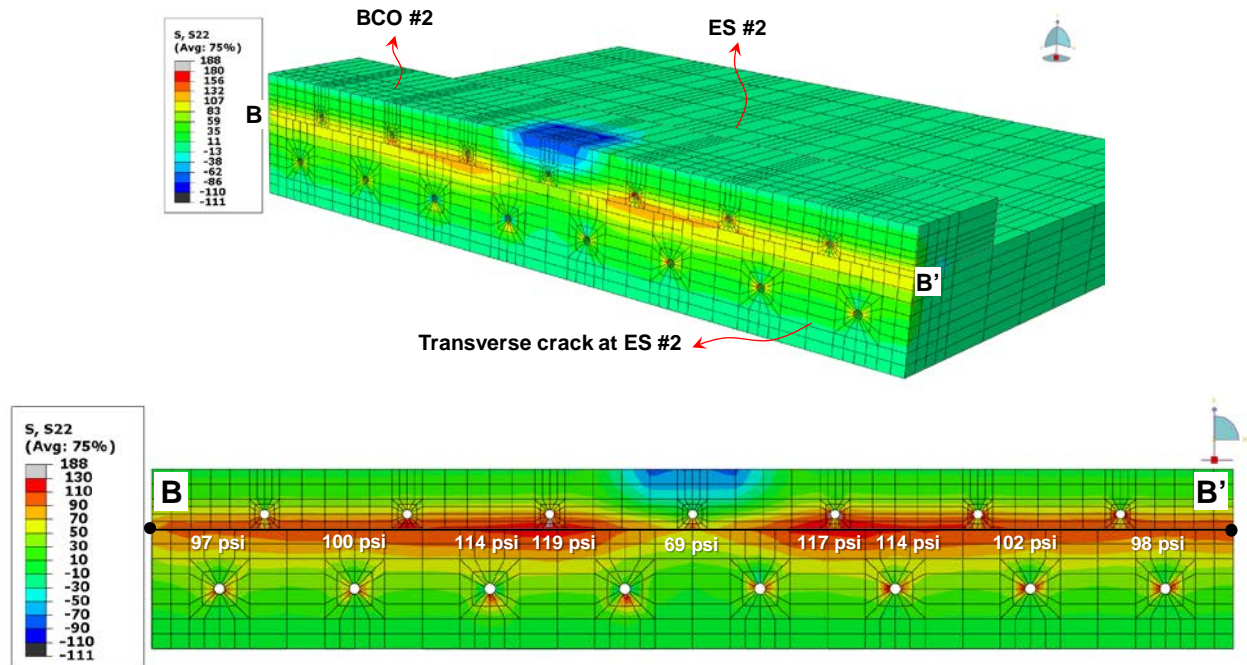 BCO #2
ES #2
S, S22
(Avg: 75%)
188
180
156
132
107
83
59
35
11
-13
-38
-62
-86
-110
-111
B
B’
Transverse crack at ES #2
S, S22
(Avg: 75%)
188
130
110
90
70
50
30
10
-10
-30
-50
-70
-90
-110
-111
B
B’
97 psi 100 psi 114 psi 119 psi 69 psi 117 psi 114 psi 102 psi 98 psi